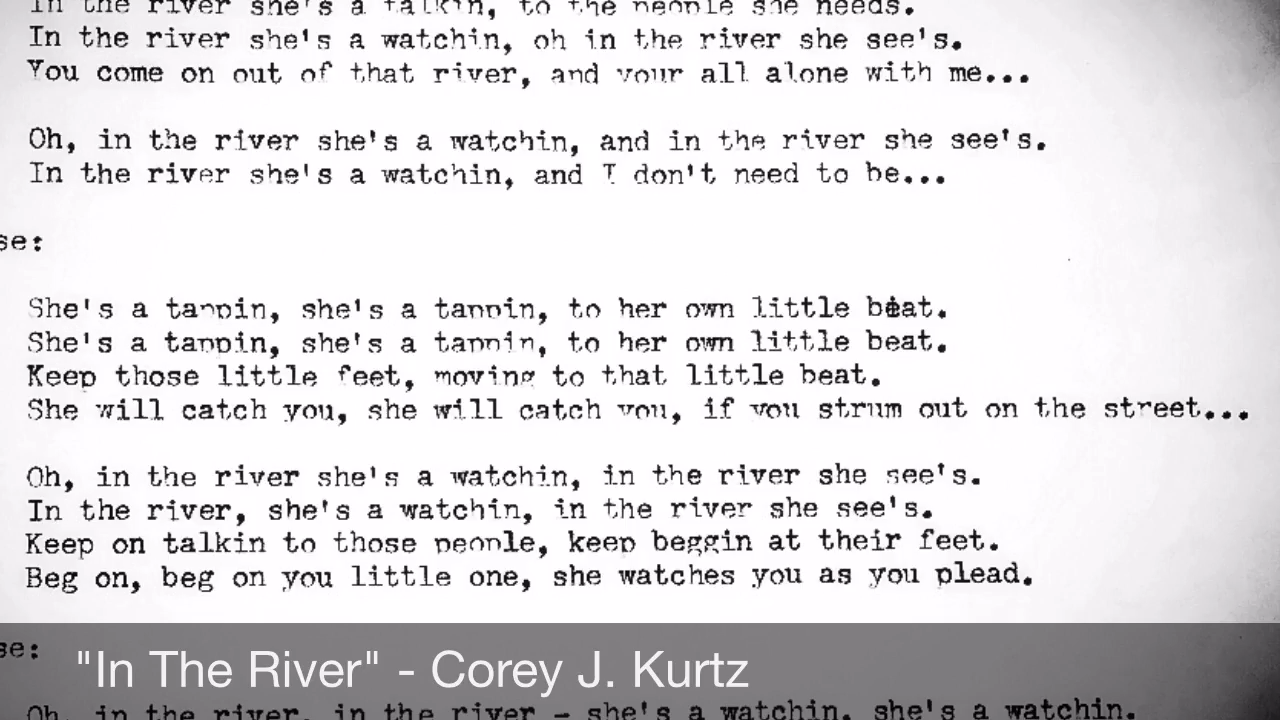 In the river she's a talkin, to the people she needs.
In the river she's a watchin, oh in the river she see's.
You come on out of that river, and your all alone with me...
Oh, in the river she's a watchin, and in the river she see's.
In the river she's a watchin, and I don't need to be...
se:
She's a tappin, she's a tappin, to her own little beat.
She's a tappin, she's a tappin, to her own little beat.
Keep those little feet, moving to that little beat.
She will catch you, she will catch you, if you strum out on the street...
Oh, in the river she's a watchin, in the river she see's.
In the river, she's a watchin, in the river she see's.
Keep on talkin to those people, keep beggin at their feet.
Beg on, beg on you little one, she watches you as you plead.
se:
"In The River" - Corey J. Kurtz
Oh, in the river, in the river - she's a watchin, she's a watchin.